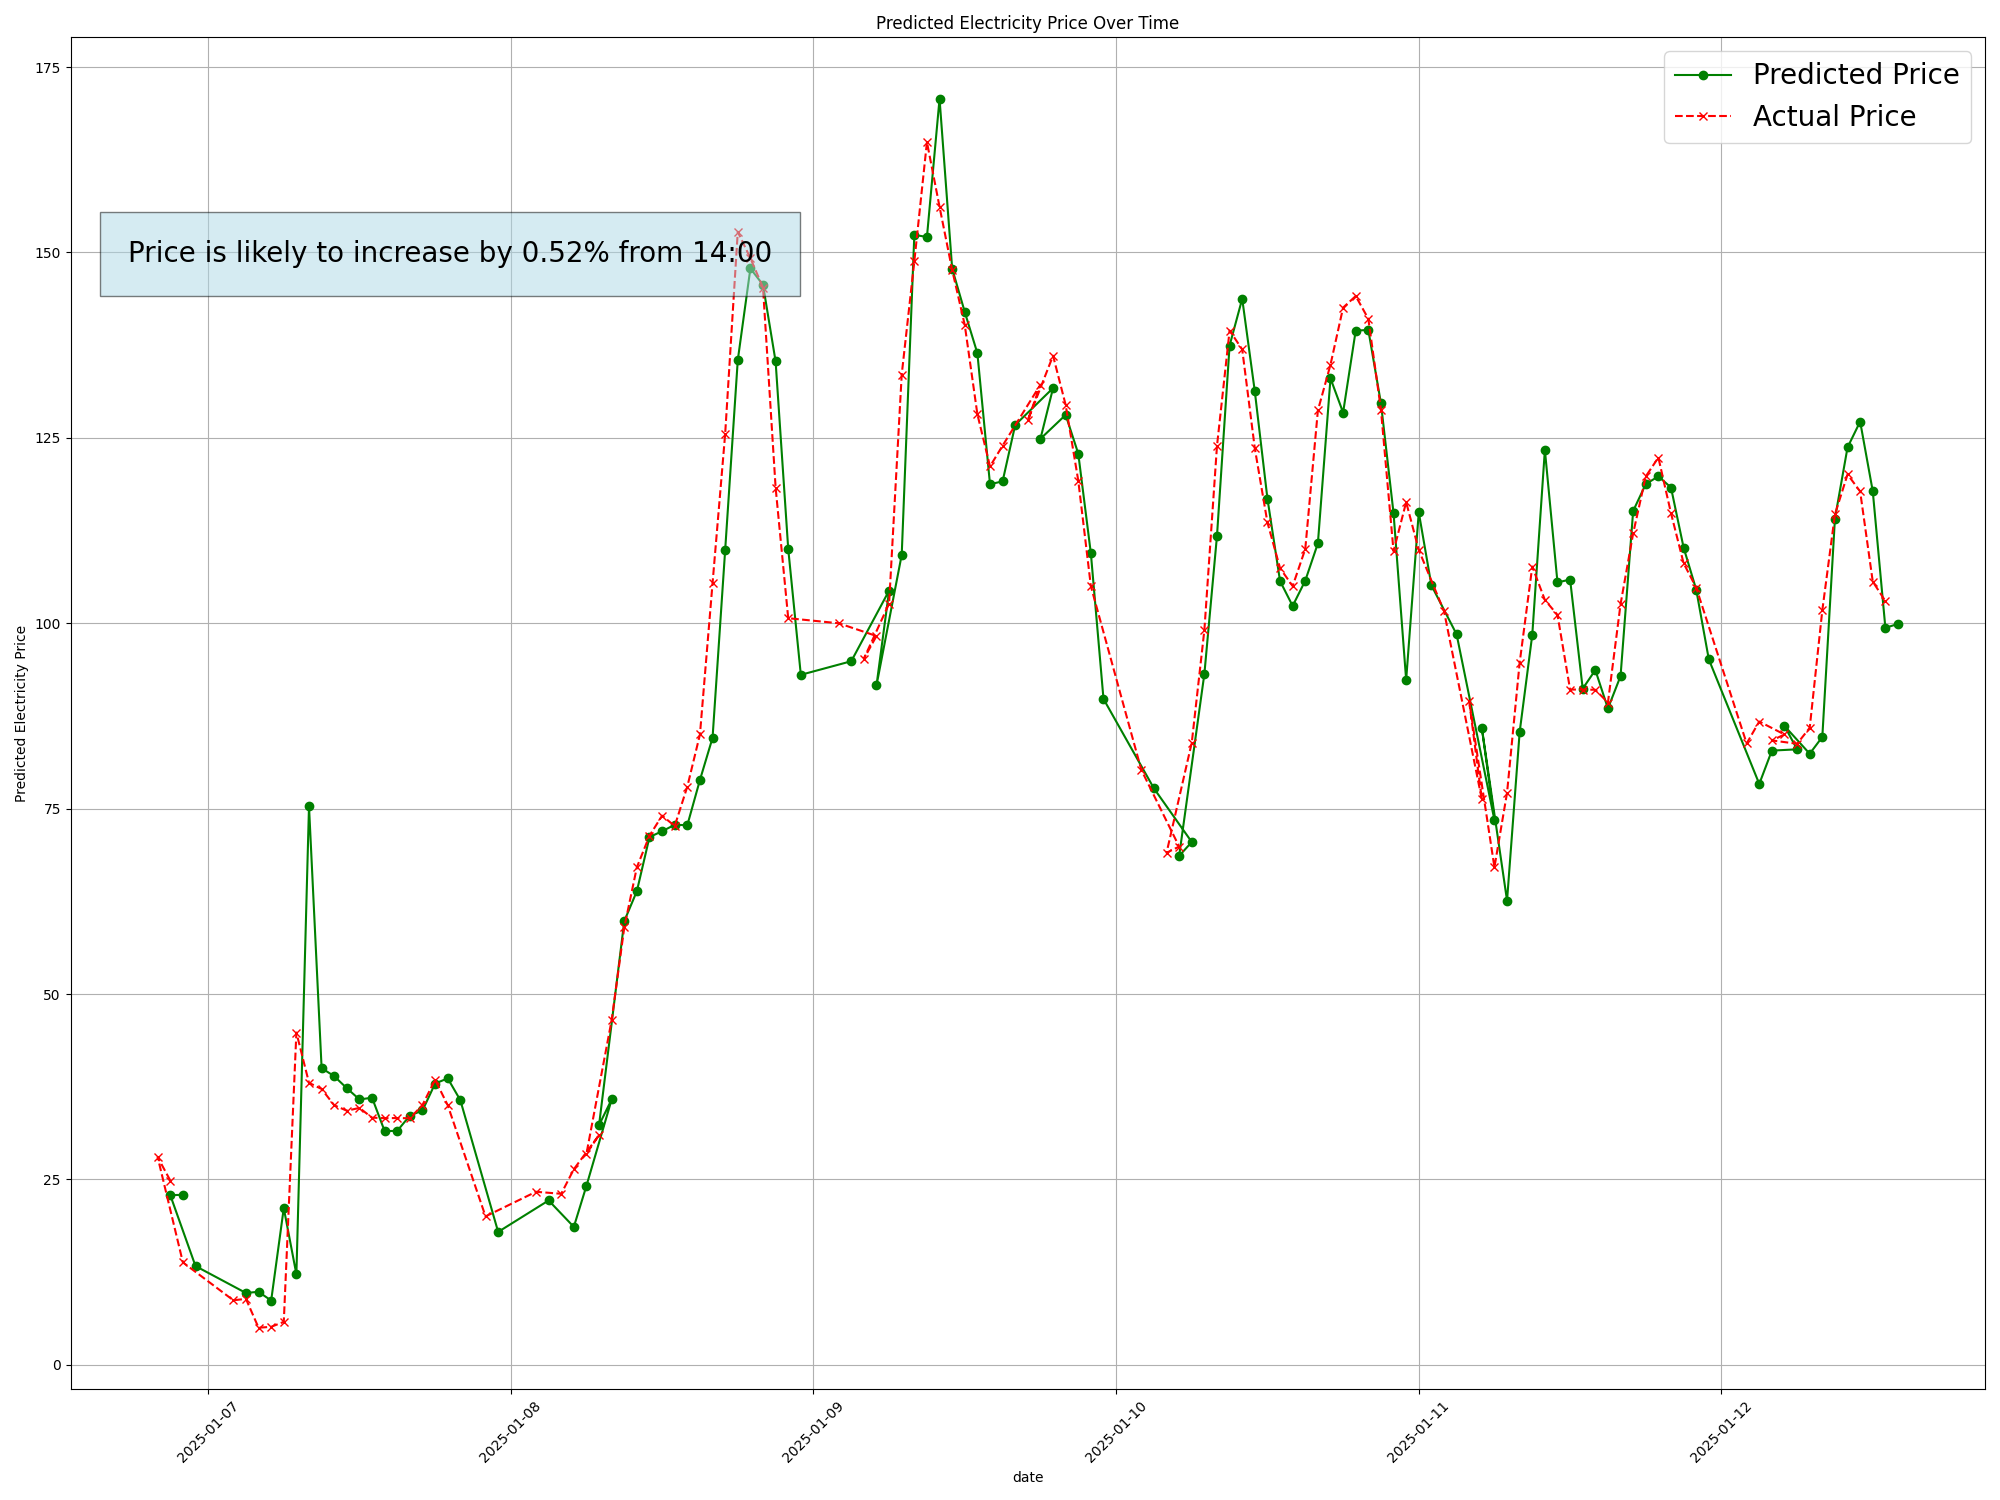 Predicted Electricity Price Over Time
Predicted Price
Actual Price
Price is likely to increase by 0.52% from 14:00
Predicted Electricity Price
175
150
125
100
75
50
25
0
2025-01-07
2025-01-08
2025-01-09
2025-01-10
2025-01-11
2025-01-12
date